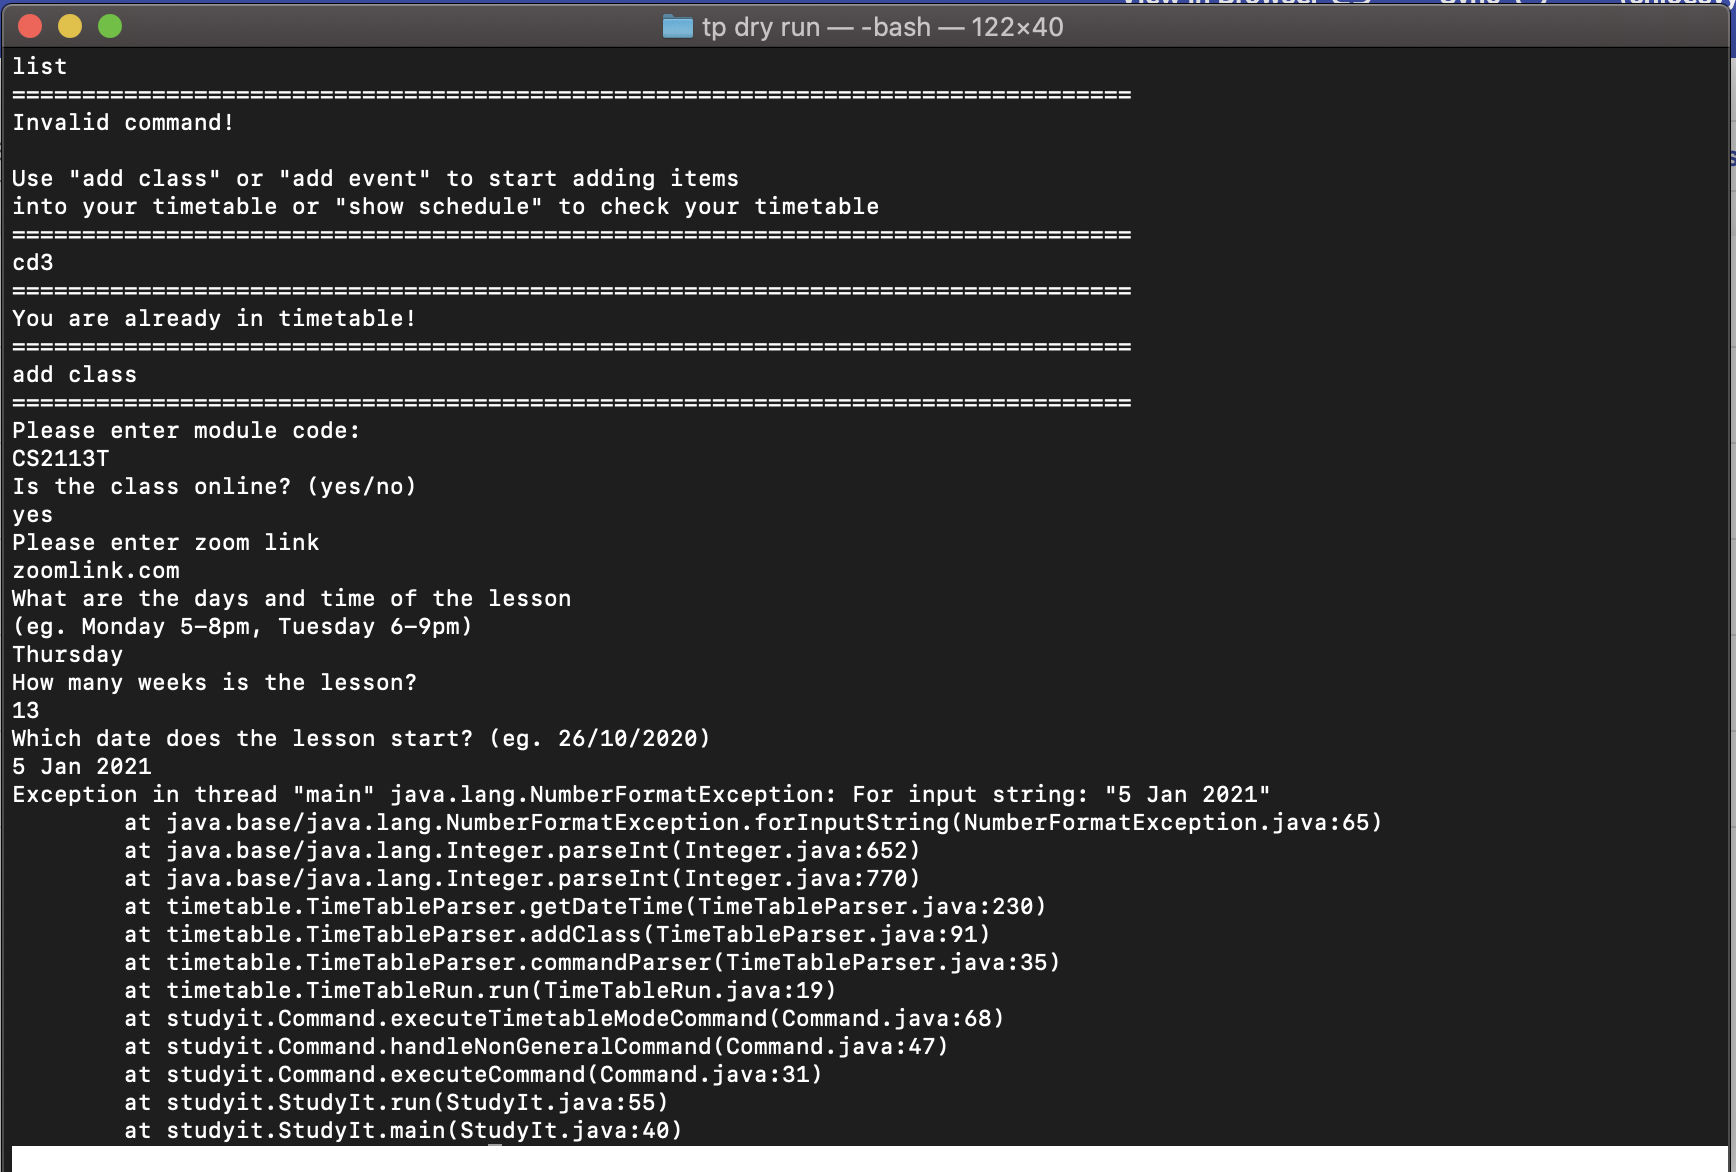 tp dry run — -bash — 122×40
list
================================================================================
Invalid command!
Use "add class" or "add event" to start adding items
into your timetable or "show schedule" to check your timetable
================================================================================
cd3
================================================================================
You are already in timetable!
================================================================================
add class
================================================================================
Please enter module code:
CS2113T
Is the class online? (yes/no)
yes
Please enter zoom link
zoomlink.com
What are the days and time of the lesson
(eg. Monday 5-8pm, Tuesday 6-9pm)
Thursday
How many weeks is the lesson?
13
Which date does the lesson start? (eg. 26/10/2020)
5 Jan 2021
Exception in thread "main" java.lang.NumberFormatException: For input string: "5 Jan 2021"
at java.base/java.lang.NumberFormatException.forInputString(NumberFormatException.java:65)
at java.base/java.lang.Integer.parseInt(Integer.java:652)
at java.base/java.lang.Integer.parseInt(Integer.java:770)
at timetable.TimeTableParser.getDateTime(TimeTableParser.java:230)
at timetable.TimeTableParser.addClass(TimeTableParser.java:91)
at timetable.TimeTableParser.commandParser(TimeTableParser.java:35)
at timetable.TimeTableRun.run(TimeTableRun.java:19)
at studyit.Command.executeTimetableModeCommand(Command.java:68)
at studyit.Command.handleNonGeneralCommand(Command.java:47)
at studyit.Command.executeCommand(Command.java:31)
at studyit.StudyIt.run(StudyIt.java:55)
at studyit.StudyIt.main(StudyIt.java:40)